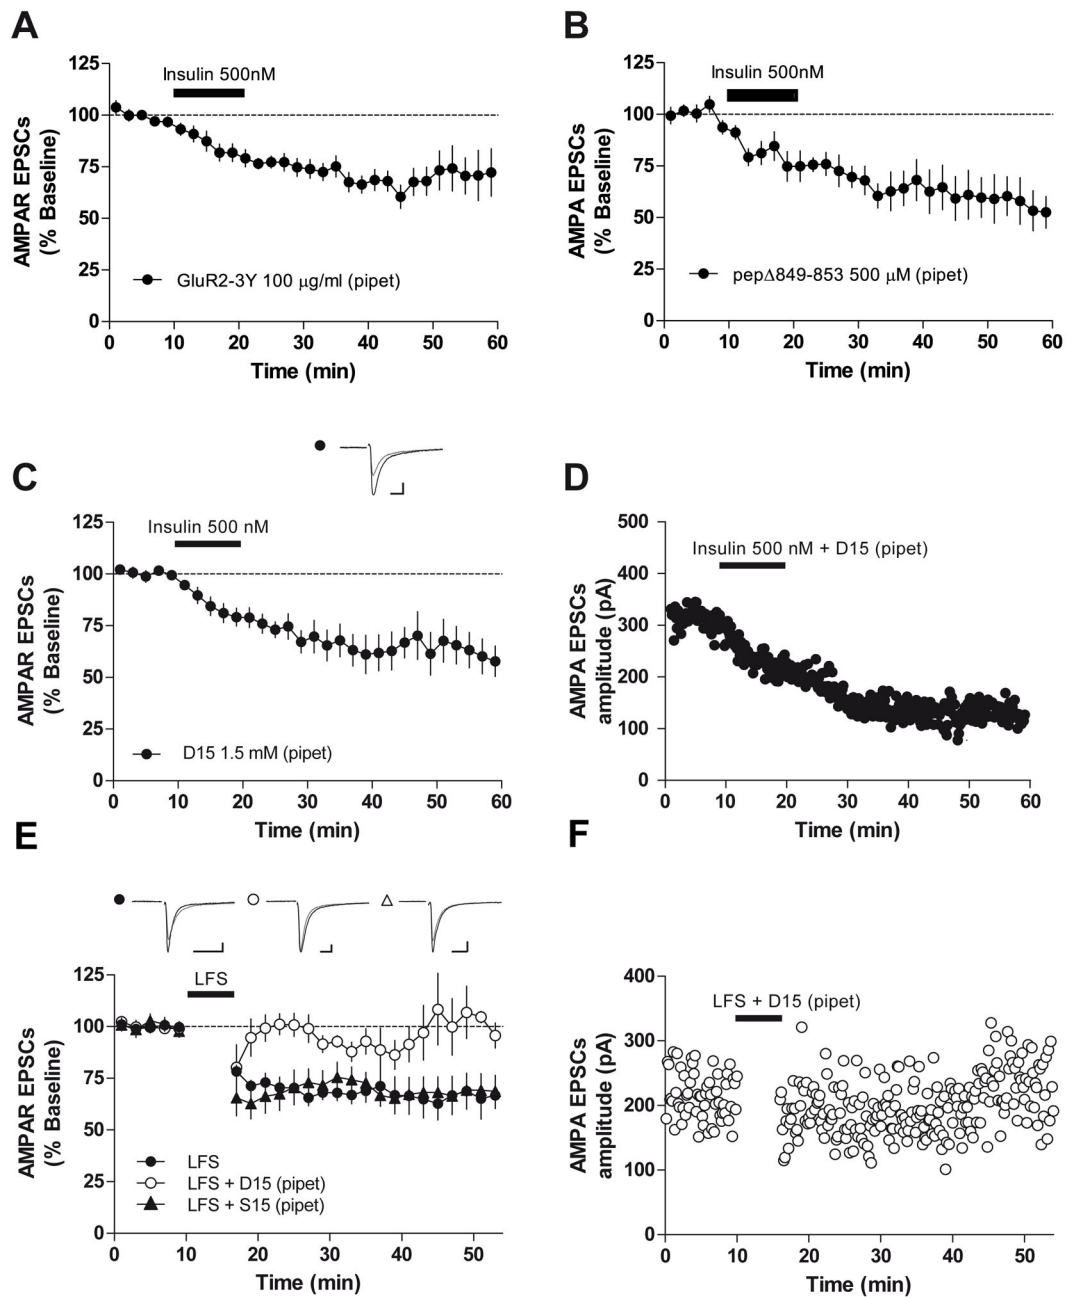 A
125
100
75
50
25
0
AMPAR EPSCs
(% Baseline)
Insulin 500nM
GluR2-3Y 100 μg/ml (pipet)
0 10 20 30 40 50 60
Time (min)
B
125
100
75
50
25
0
AMPA EPSCs
(% Baseline)
Insulin 500nM
pepΔ849-853 500 μM (pipet)
0 10 20 30 40 50 60
Time (min)
C
125
100
75
50
25
0
AMPAR EPSCs
(% Baseline)
Insulin 500 nM
D15 1.5 mM (pipet)
0 10 20 30 40 50 60
Time (min)
D
500
400
300
200
100
0
AMPA EPSCs
amplitude (pA)
Insulin 500 nM + D15 (pipet)
0 10 20 30 40 50 60
Time (min)
E
125
100
75
50
25
0
AMPAR EPSCs
(% Baseline)
LFS
LFS
LFS + D15 (pipet)
LFS + S15 (pipet)
0 10 20 30 40 50
Time (min)
F
400
300
200
100
0
AMPA EPSCs
amplitude (pA)
LFS + D15 (pipet)
0 10 20 30 40 50
Time (min)